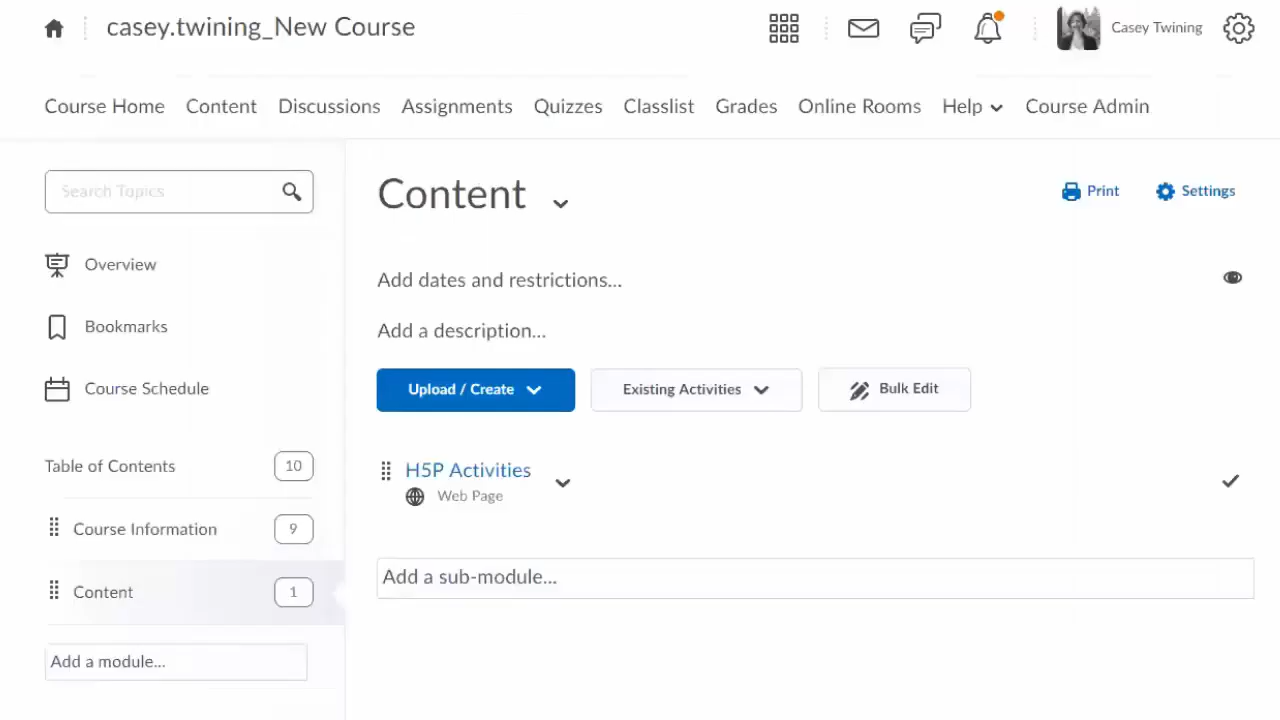 casey.twining_New Course
Casey Twining
Course Home Content Discussions Assignments Quizzes Classlist Grades Online Rooms Help Course Admin
Search Topics
Overview
Bookmarks
Course Schedule
Table of Contents 10
Course Information 9
Content 1
Add a module...
Content
Print Settings
Add dates and restrictions...
Add a description...
Upload / Create Existing Activities Bulk Edit
H5P Activities
Web Page
Add a sub-module...